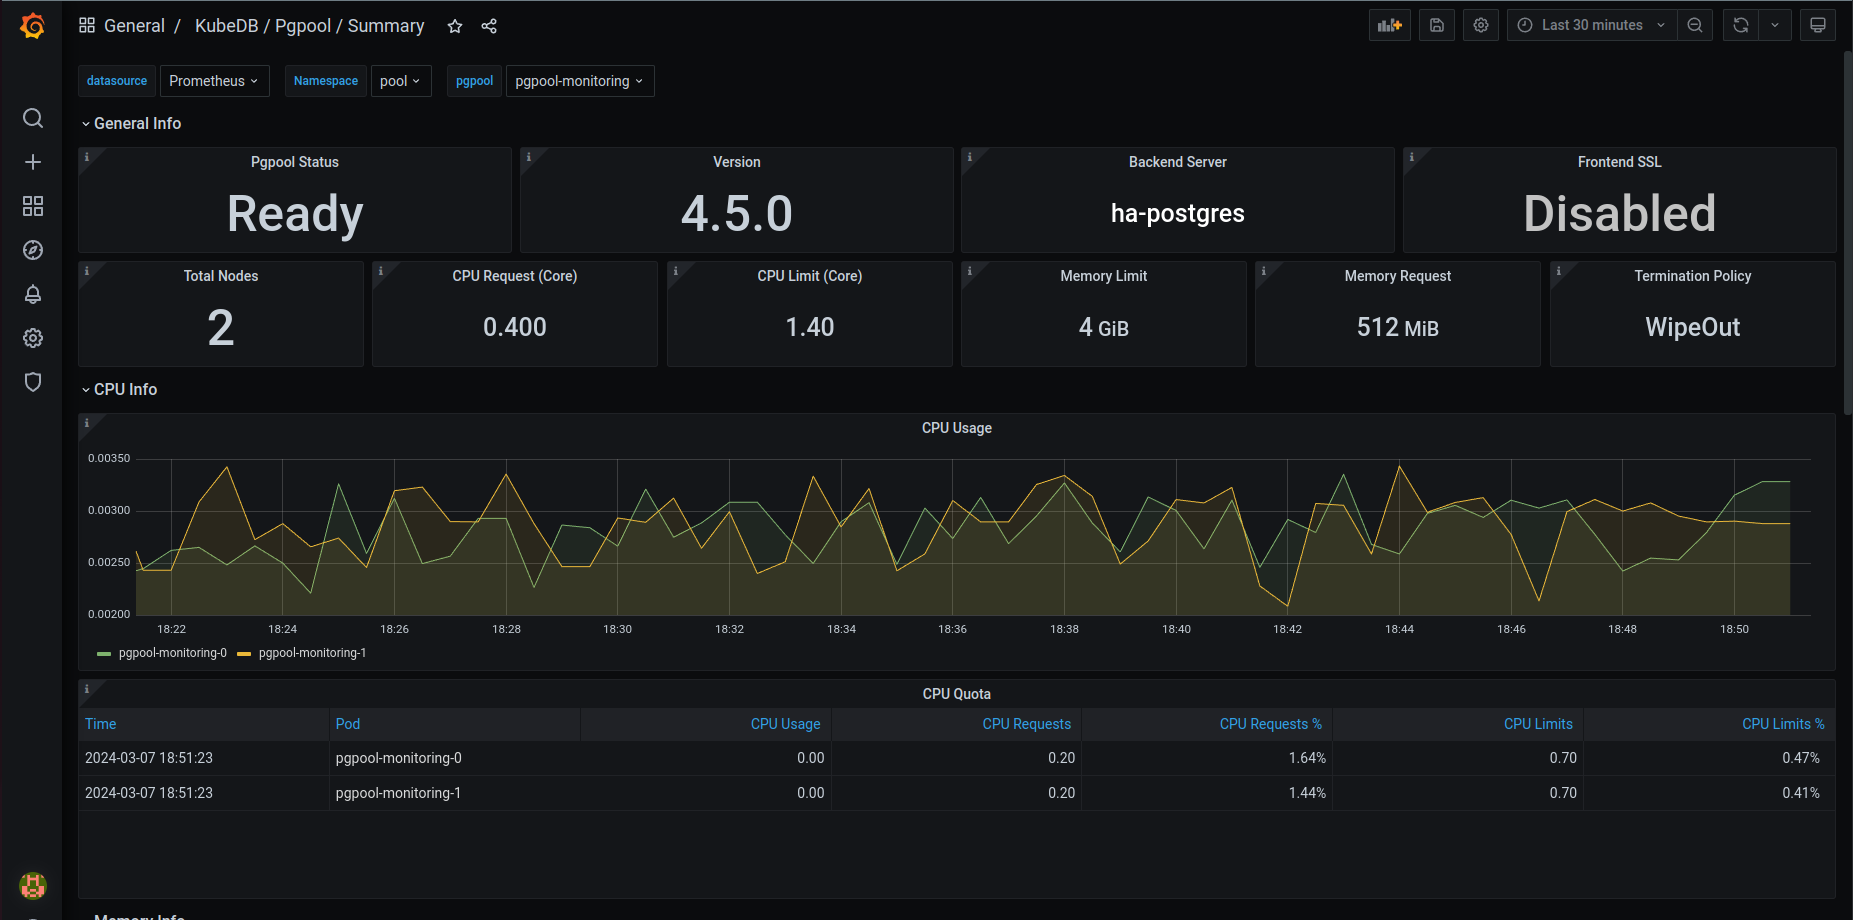 General / KubeDB / Pgpool / Summary
Last 30 minutes
datasource Prometheus Namespace pool pgpool pgpool-monitoring
General Info
Pgpool Status
Ready
Version
4.5.0
Backend Server
ha-postgres
Frontend SSL
Disabled
Total Nodes
2
CPU Request (Core)
0.400
CPU Limit (Core)
1.40
Memory Limit
4 GiB
Memory Request
512 MiB
Termination Policy
WipeOut
CPU Info
CPU Usage
0.00350
0.00300
0.00250
0.00200
18:22 18:24 18:26 18:28 18:30 18:32 18:34 18:36 18:38 18:40 18:42 18:44 18:46 18:48 18:50
pgpool-monitoring-0 pgpool-monitoring-1
CPU Quota
Time Pod CPU Usage CPU Requests CPU Requests % CPU Limits CPU Limits %
2024-03-07 18:51:23 pgpool-monitoring-0 0.00 0.20 1.64% 0.70 0.47%
2024-03-07 18:51:23 pgpool-monitoring-1 0.00 0.20 1.44% 0.70 0.41%
Memory Info